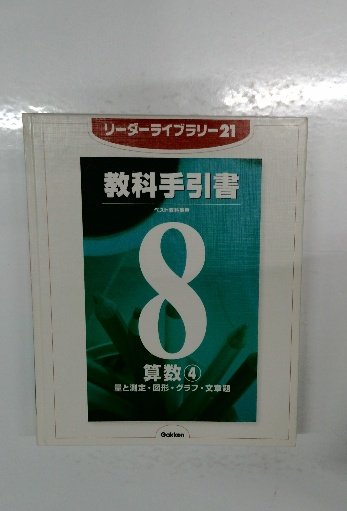 リーダーライブラリー21
教科手引書
ベスト教科事典
8
算数④
量と測定・図形・グラフ・文章題
Gakken